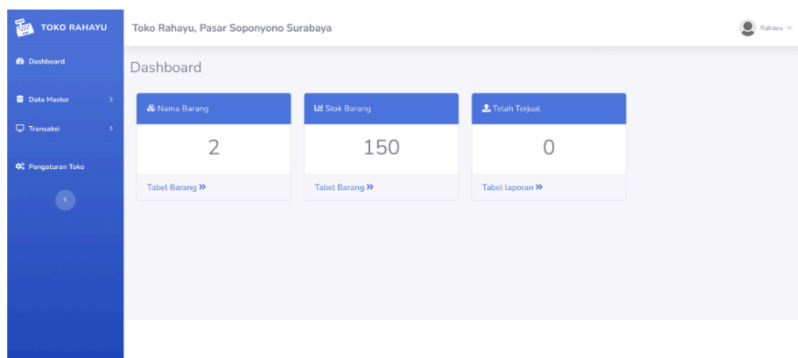 TOKO RAHAYU
Toko Rahayu, Pasar Soponyono Surabaya
Rahayu
Dashboard
Data Master
Transaksi
Pengaturan Toko
Dashboard
Nama Barang
Stok Barang
Telah Terjual
2
150
0
Tabel Barang
Tabel Barang
Tabel laporan